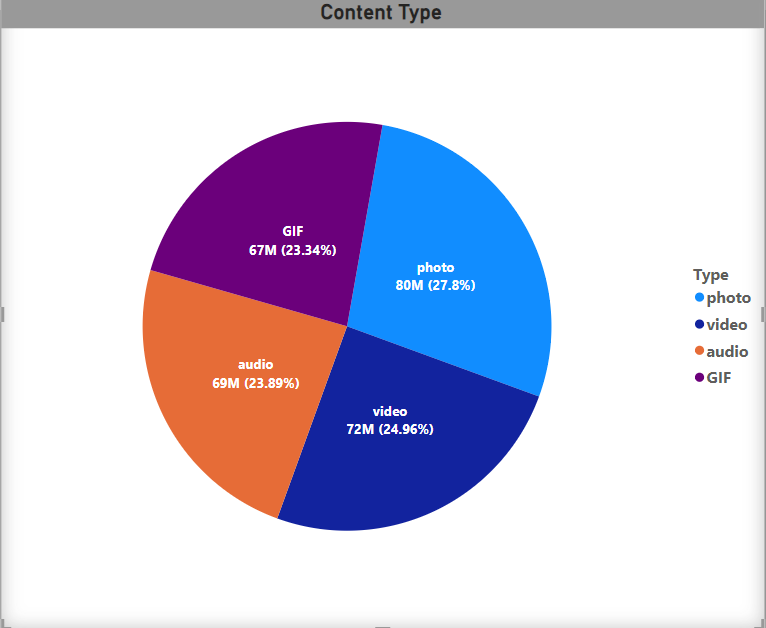 Content Type
GIF
67M (23.34%)
photo
80M (27.8%)
audio
69M (23.89%)
video
72M (24.96%)
Type
photo
video
audio
GIF